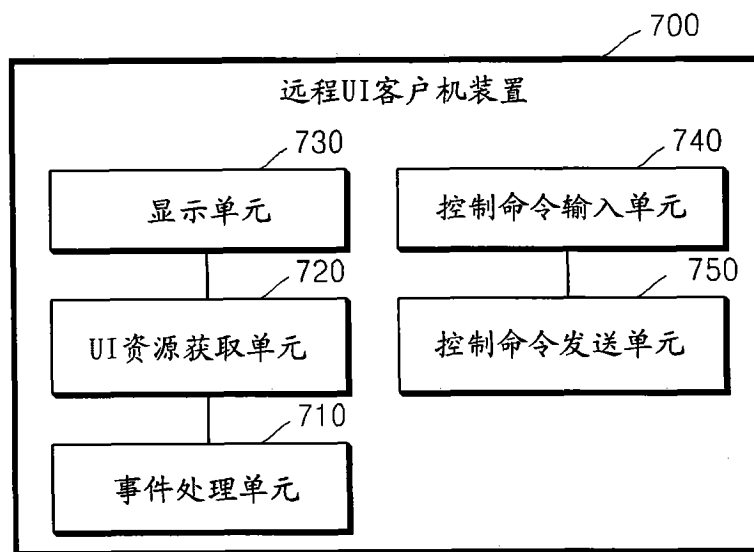 700
远程UI客户机装置
730
显示单元
740
控制命令输入单元
720
UI资源获取单元
750
控制命令发送单元
710
事件处理单元